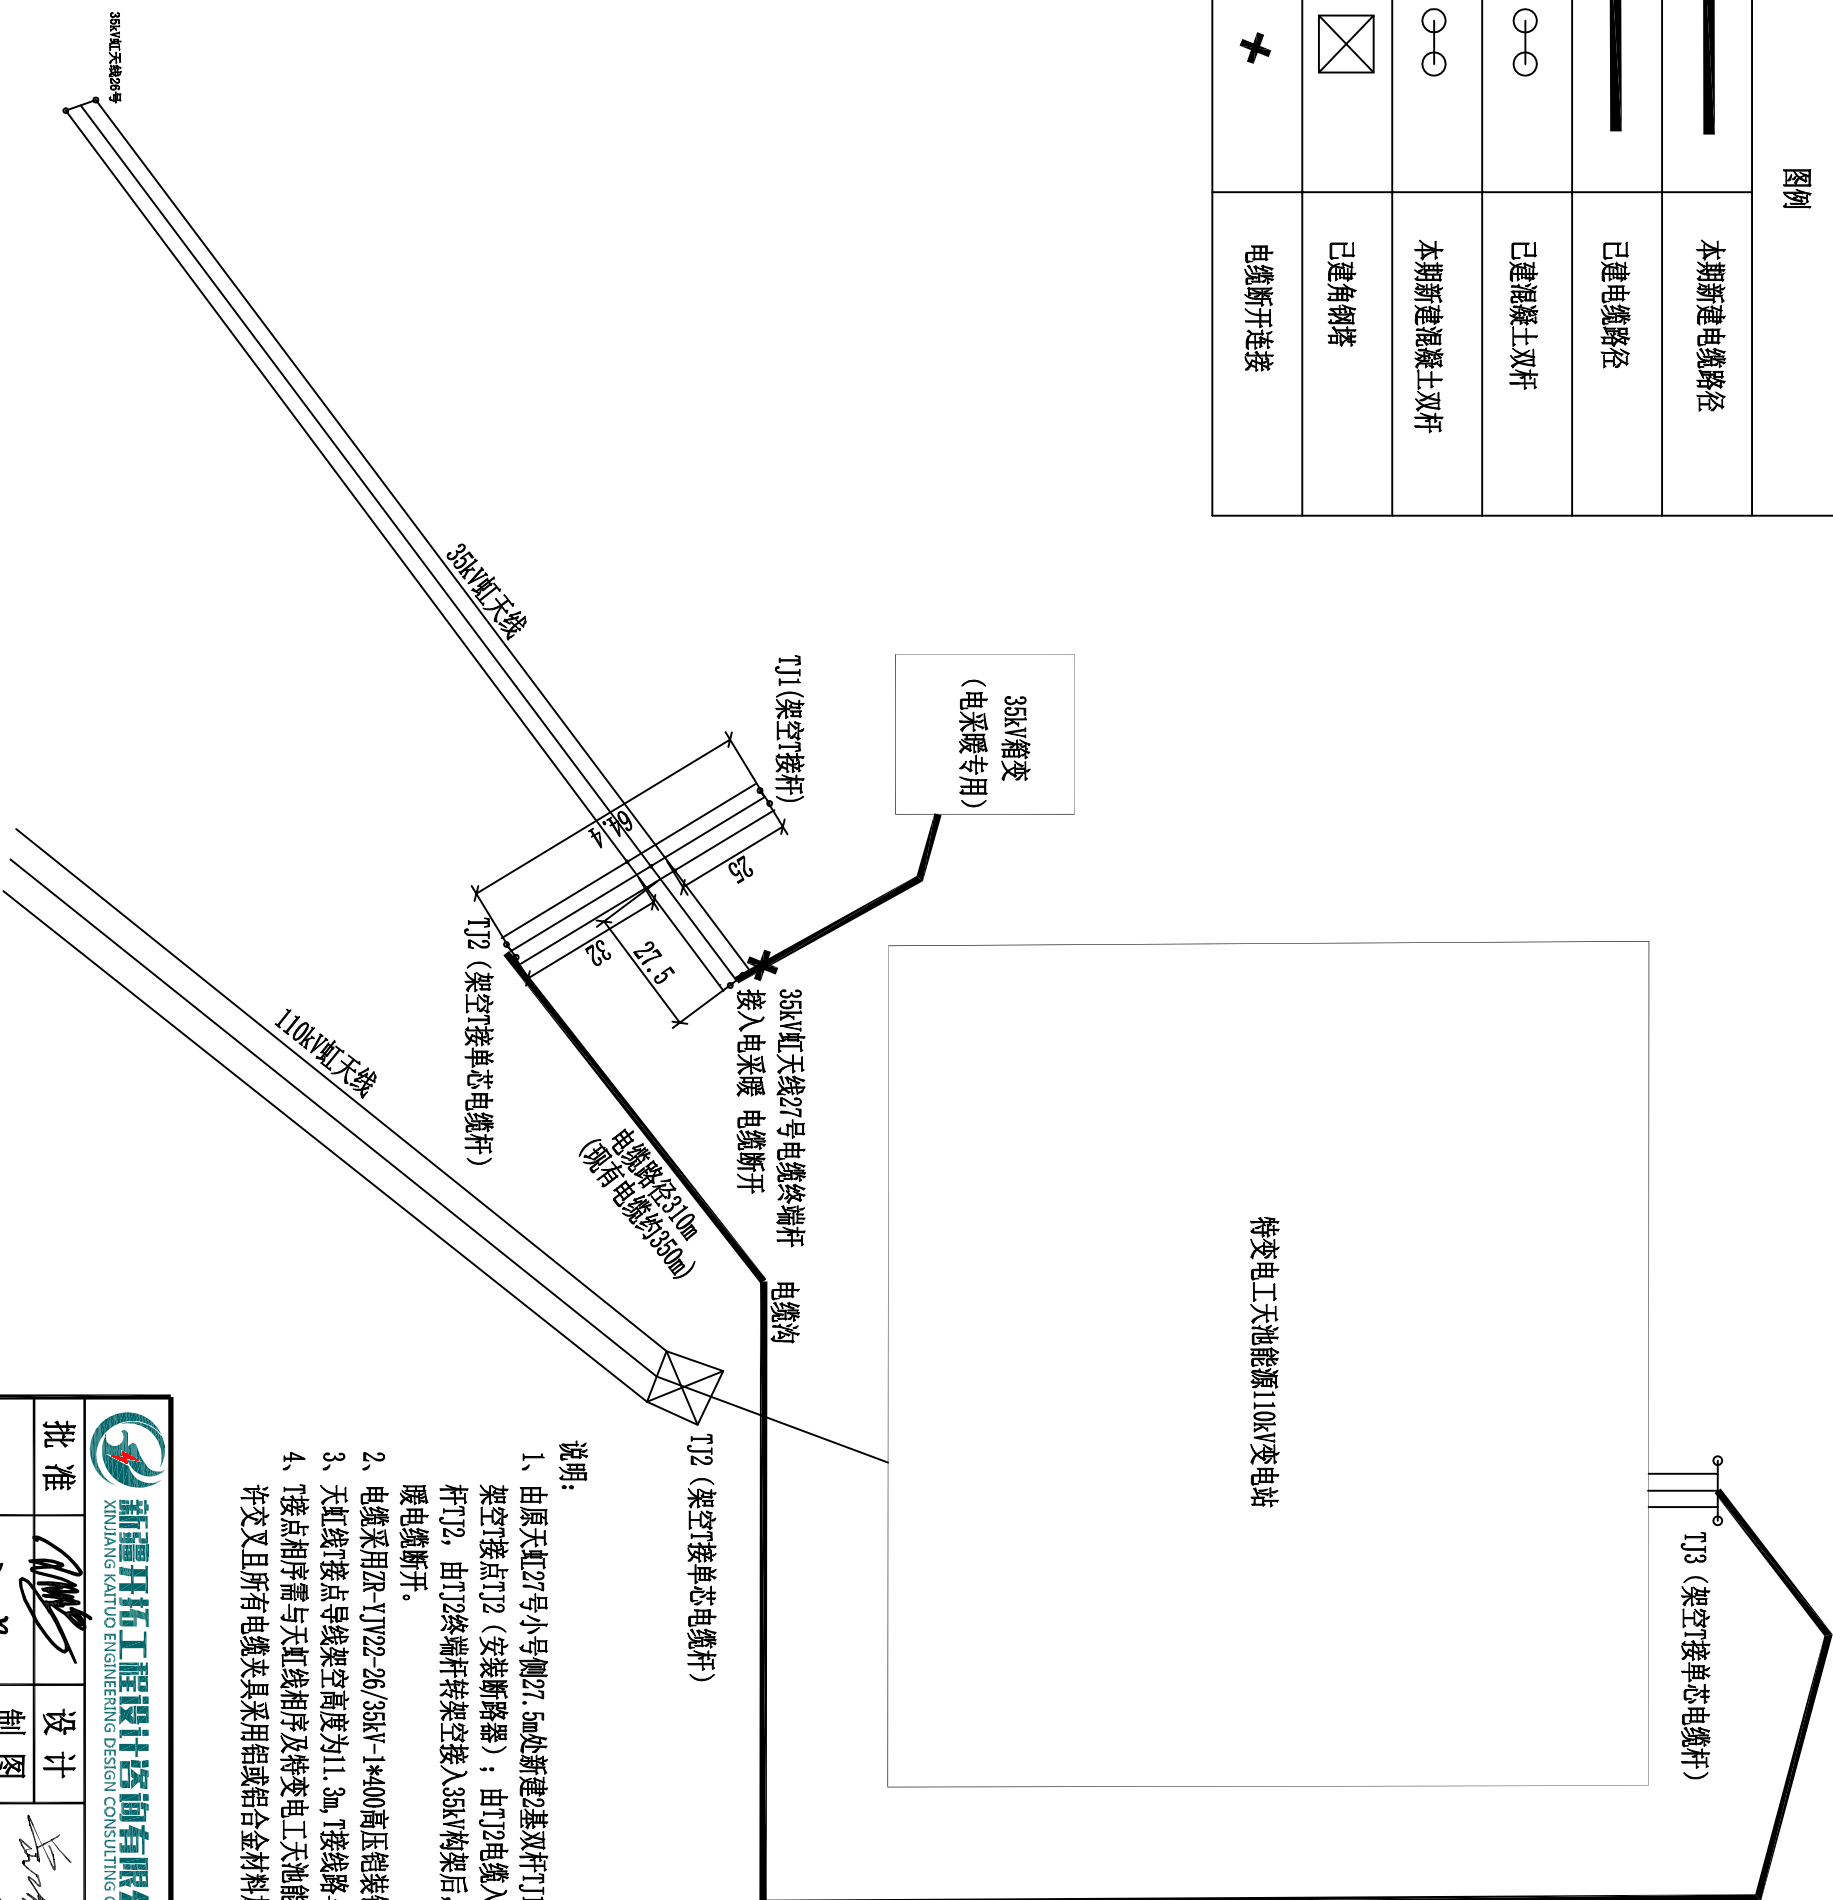 图例
本期新建电缆路径
已建电缆路径
已建混凝土双杆
本期新建混凝土双杆
已建角钢塔
电缆断开连接
35kV虹天线26号
35kV虹天线
TJ1(架空T接杆)
35kV箱变
（电采暖专用）
64.4
25
32
27.5
TJ2（架空T接单芯电缆杆）
35kV虹天线27号电缆终端杆
接入电采暖 电缆断开
电缆路径310m
(现有电缆约350m)
电缆沟
110kV虹天线
特变电工天池能源110kV变电站
TJ2（架空T接单芯电缆杆）
TJ3（架空T接单芯电缆杆）
说明:
1、由原天虹27号小号侧27.5m处新建2基双杆TJ1
架空T接点TJ2（安装断路器）；由TJ2电缆入
杆TJ2，由TJ2终端杆转架空接入35kV构架后，
暖电缆断开。
2、电缆采用ZR-YJV22-26/35kV-1*400高压铠装
3、天虹线T接点导线架空高度为11.3m,T接线路
4、T接点相序需与天虹线相序及特变电工天池能
许交叉且所有电缆夹具采用铝或铝合金材料
新疆开拓工程设计咨询有限
XINJIANG KAITUO ENGINEERING DESIGN CONSULTING
批准
设计
制图